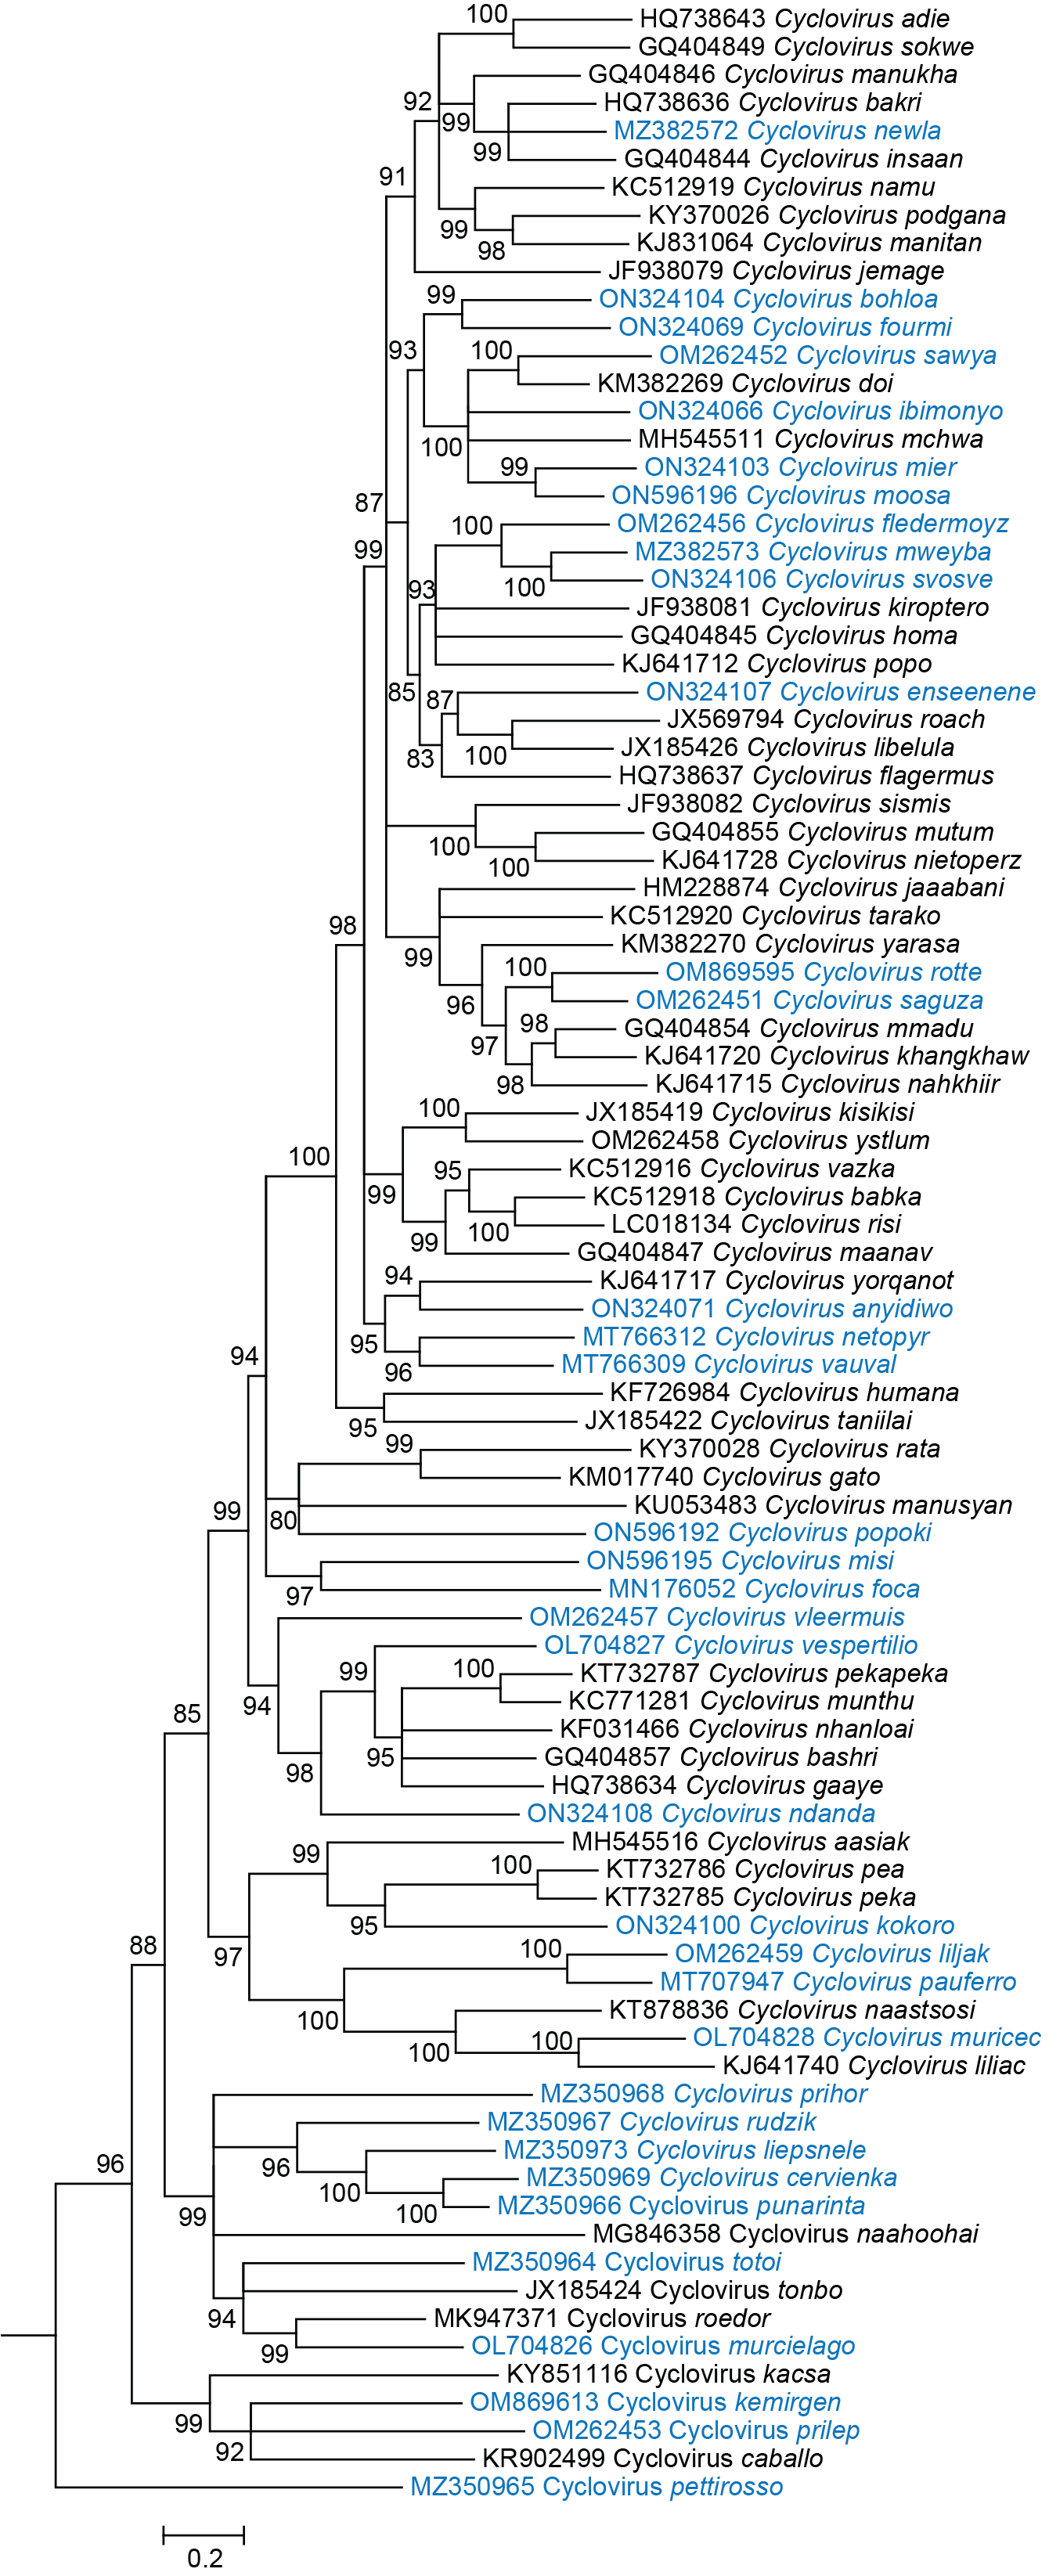 100
HQ738643 Cyclovirus adie
GQ404849 Cyclovirus sokwe
GQ404846 Cyclovirus manukha
92
HQ738636 Cyclovirus bakri
99
MZ382572 Cyclovirus newla
99
GQ404844 Cyclovirus insaan
91
KC512919 Cyclovirus namu
KY370026 Cyclovirus podgana
99
KJ831064 Cyclovirus manitan
98
JF938079 Cyclovirus jemage
99
ON324104 Cyclovirus bohloa
ON324069 Cyclovirus fourmi
93
100
OM262452 Cyclovirus sawya
KM382269 Cyclovirus doi
ON324066 Cyclovirus ibimonyo
100
MH545511 Cyclovirus mchwa
99
ON324103 Cyclovirus mier
87
ON596196 Cyclovirus moosa
100
OM262456 Cyclovirus fledermoyz
99
MZ382573 Cyclovirus mweyba
100
ON324106 Cyclovirus svosve
93
JF938081 Cyclovirus kiroptero
GQ404845 Cyclovirus homa
KJ641712 Cyclovirus popo
85
87
ON324107 Cyclovirus enseenene
JX569794 Cyclovirus roach
83
100
JX185426 Cyclovirus libelula
HQ738637 Cyclovirus flagermus
JF938082 Cyclovirus sismis
100
GQ404855 Cyclovirus mutum
100
KJ641728 Cyclovirus nietoperz
HM228874 Cyclovirus jaaabani
98
KC512920 Cyclovirus tarako
99
KM382270 Cyclovirus yarasa
100
OM869595 Cyclovirus rotte
96
OM262451 Cyclovirus saguza
98
GQ404854 Cyclovirus mmadu
97
KJ641720 Cyclovirus khangkhaw
98
KJ641715 Cyclovirus nahkhiir
100
JX185419 Cyclovirus kisikisi
OM262458 Cyclovirus ystlum
100
95
KC512916 Cyclovirus vazka
99
KC512918 Cyclovirus babka
100
LC018134 Cyclovirus risi
99
GQ404847 Cyclovirus maanav
94
KJ641717 Cyclovirus yorqanot
ON324071 Cyclovirus anyidiwo
95
MT766312 Cyclovirus netopyr
94
96
MT766309 Cyclovirus vauval
KF726984 Cyclovirus humana
95
JX185422 Cyclovirus taniilai
99
KY370028 Cyclovirus rata
KM017740 Cyclovirus gato
99
80
KU053483 Cyclovirus manusyan
ON596192 Cyclovirus popoki
ON596195 Cyclovirus misi
97
MN176052 Cyclovirus foca
OM262457 Cyclovirus vleermuis
OL704827 Cyclovirus vespertilio
99
100
KT732787 Cyclovirus pekapeka
94
KC771281 Cyclovirus munthu
85
KF031466 Cyclovirus nhanloai
98
95
GQ404857 Cyclovirus bashri
HQ738634 Cyclovirus gaaye
ON324108 Cyclovirus ndanda
99
MH545516 Cyclovirus aasiak
100
KT732786 Cyclovirus pea
KT732785 Cyclovirus peka
95
ON324100 Cyclovirus kokoro
88
97
100
OM262459 Cyclovirus liljak
MT707947 Cyclovirus pauferro
100
KT878836 Cyclovirus naastsosi
100
100
OL704828 Cyclovirus muricec
KJ641740 Cyclovirus liliac
MZ350968 Cyclovirus prihor
MZ350967 Cyclovirus rudzik
96
96
MZ350973 Cyclovirus liepsnele
100
MZ350969 Cyclovirus cervienka
99
100
MZ350966 Cyclovirus punarinta
MG846358 Cyclovirus naahoohai
MZ350964 Cyclovirus totoi
JX185424 Cyclovirus tonbo
94
MK947371 Cyclovirus roedor
99
OL704826 Cyclovirus murcielago
KY851116 Cyclovirus kacsa
OM869613 Cyclovirus kemirgen
99
OM262453 Cyclovirus prilep
92
KR902499 Cyclovirus caballo
MZ350965 Cyclovirus pettirosso
0.2